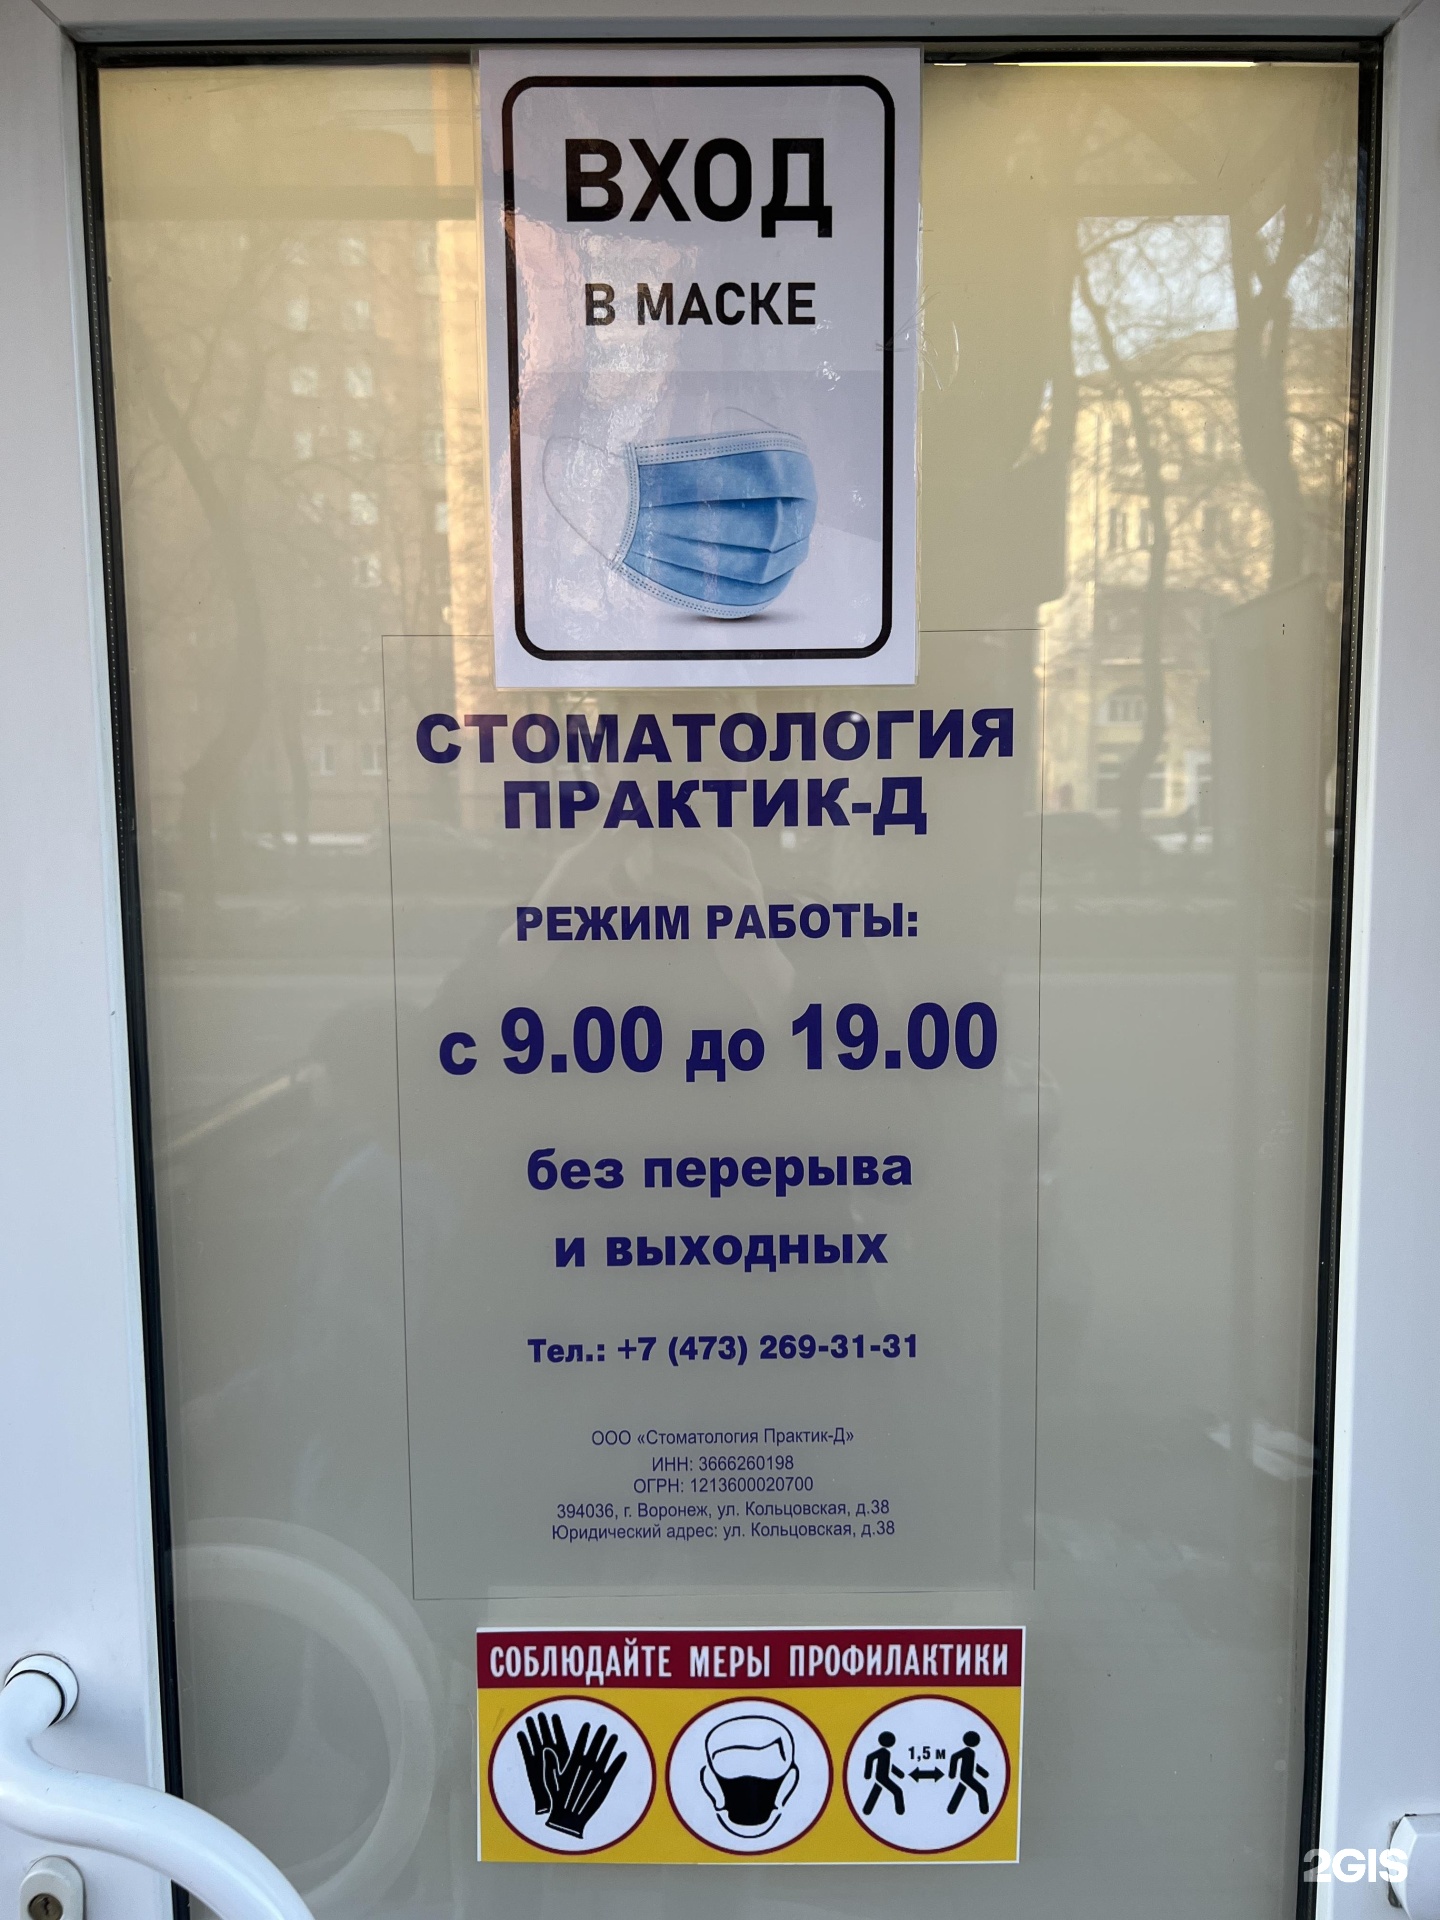 ВХОД
В МАСКЕ
СТОМАТОЛОГИЯ
ПРАКТИК-Д
РЕЖИМ РАБОТЫ:
с 9.00 до 19.00
без перерыва
и выходных
Тел.: +7 (473) 269-31-31
ООО «Стоматология Практик-Д»
ИНН: 3666260198
ОГРН: 1213600020700
394036, г. Воронеж, ул. Кольцовская, д.38
Юридический адрес: ул. Кольцовская, д.38
СОБЛЮДАЙТЕ МЕРЫ ПРОФИЛАКТИКИ
1,5 м
2GIS